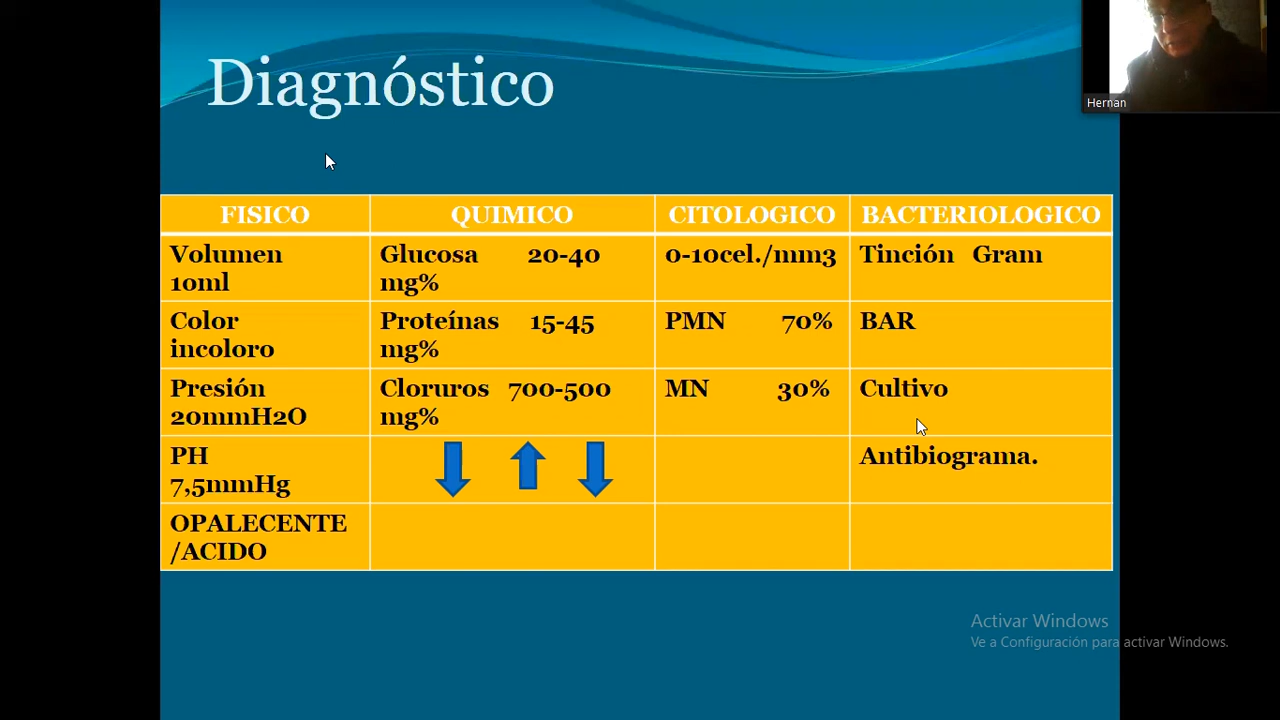 Diagnóstico
Hernan
FISICO QUIMICO CITOLOGICO BACTERIOLOGICO
Volumen
10ml
Glucosa 20-40
mg%
0-10cel./mm3
Tinción Gram
Color
incoloro
Proteínas 15-45
mg%
PMN 70%
BAR
Presión
20mmH2O
Cloruros 700-500
mg%
MN 30%
Cultivo
PH
7,5mmHg
Antibiograma.
OPALECENTE
/ACIDO
Activar Windows
Ve a Configuración para activar Windows.